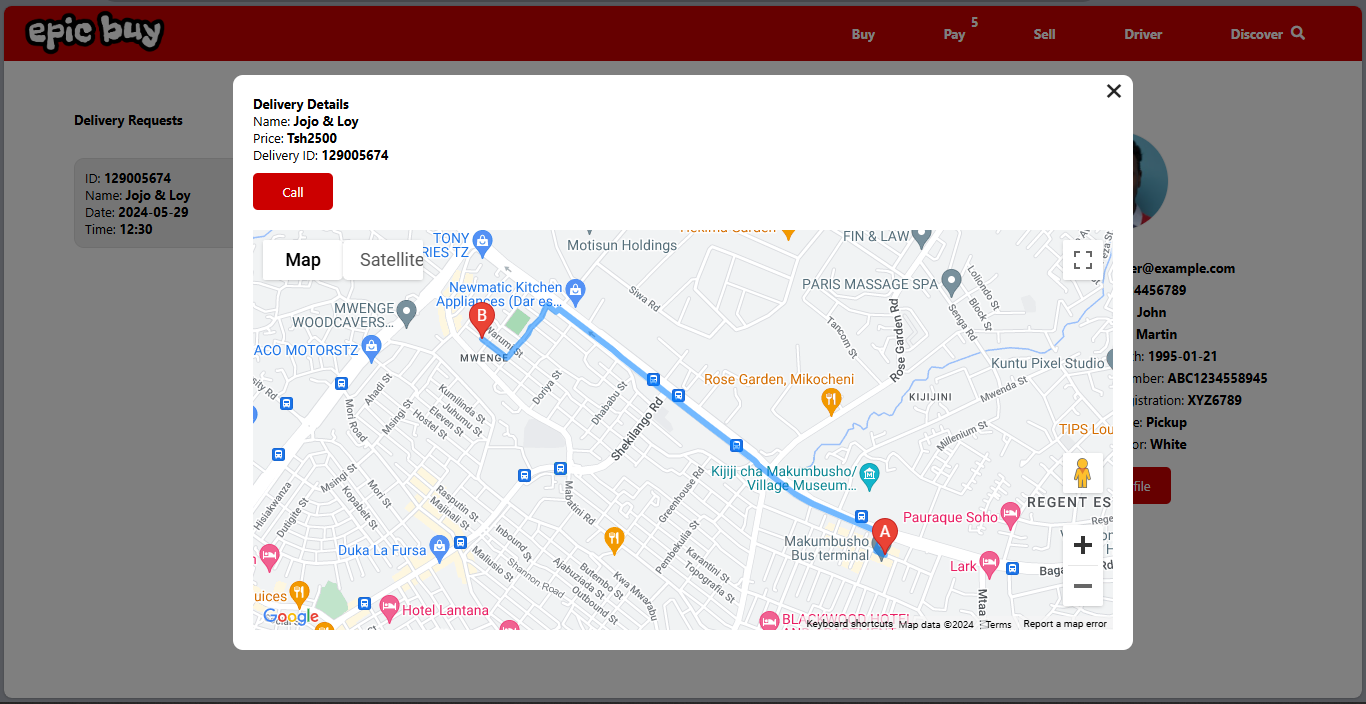 epic buy
Buy
Pay
5
Sell
Driver
Discover
Delivery Requests
ID: 129005674
Name: Jojo & Loy
Date: 2024-05-29
Time: 12:30
Delivery Details
Name: Jojo & Loy
Price: Tsh2500
Delivery ID: 129005674
Call
Map
Satellite
TONY
RIES TZ
Motisun Holdings
FIN & LAW
PARIS MASSAGE SPA
Loliondo St
Block St
Senga Rd
Newmatic Kitchen
Appliances (Dar es...
Siwa Rd
MWENGE
WOODCAVERS...
B
Warumi St
MWENGE
ACO MOTORSTZ
Tancom St
Rose Garden Rd
Kuntu Pixel Studio
Rose Garden, Mikocheni
KIJIJINI
Mwenda St
Ahadi St
Mori Road
Msingi St
Kumilinda St
Juhumu St
Eleven St
Hostel St
Doriya St
Dhababu St
Shekilango Rd
Millenium St
TIPS Lou
Kijiji cha Makumbusho/
Village Museum...
REGENT ES
Hisiakwanza
Dutigite St
Msingi St
Kopabelt St
Mori St
Rasputin St
Majinali St
Maliusio St
Inbound St
Shannon Road
Ajabuziada St
Butembo St
Outbound St
Mabatini Rd
Greenhouse Rd
Pembekulia St
Karantini St
Topografia St
Kwa Mwarabu
Pauraque Soho
A
Makumbusho
Bus terminal
Duka La Fursa
Lark
Mtaa
uices
Hotel Lantana
BLACKWOOD HOTEL
Google
Keyboard shortcuts
Map data ©2024
Terms
Report a map error
er@example.com
4456789
John
Martin
th: 1995-01-21
mber: ABC1234558945
istration: XYZ6789
e: Pickup
or: White
file